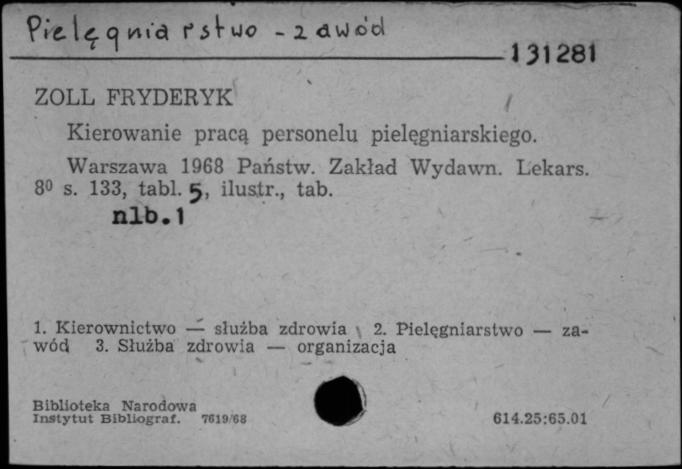 Pielęgniarstwo - zawód
131281
ZOLL FRYDERYK
Kierowanie pracą personelu pielęgniarskiego.
Warszawa 1968 Państw. Zakład Wydawn. Lekars.
8⁰ s. 133, tabl. 5, ilustr., tab.
nlb.1
1. Kierownictwo — służba zdrowia 2. Pielęgniarstwo — za-
wód 3. Służba zdrowia — organizacja
Biblioteka Narodowa
Instytut Bibliograf. 7619/68
614.25:65.01